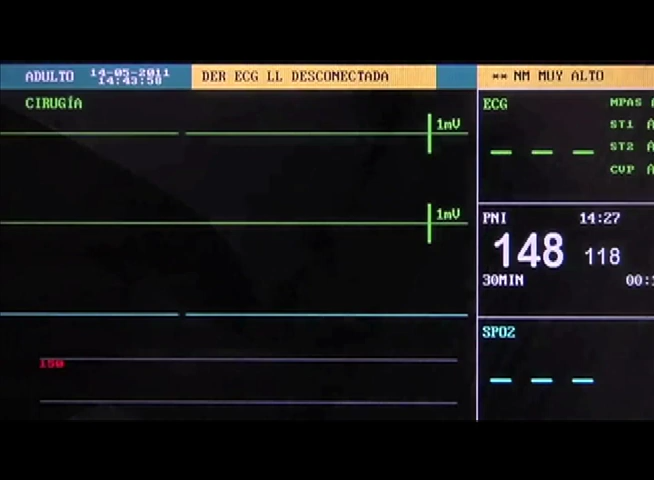 ADULTO 14-05-2011 DER ECG LL DESCONECTADA ** NM MUY ALTO
14:43:58
CIRUGÍA
1mV
1mV
150
ECG MPAS A
ST1 A
ST2 A
CVP A
PNI 14:27
148 118
30MIN 00:
SPO2